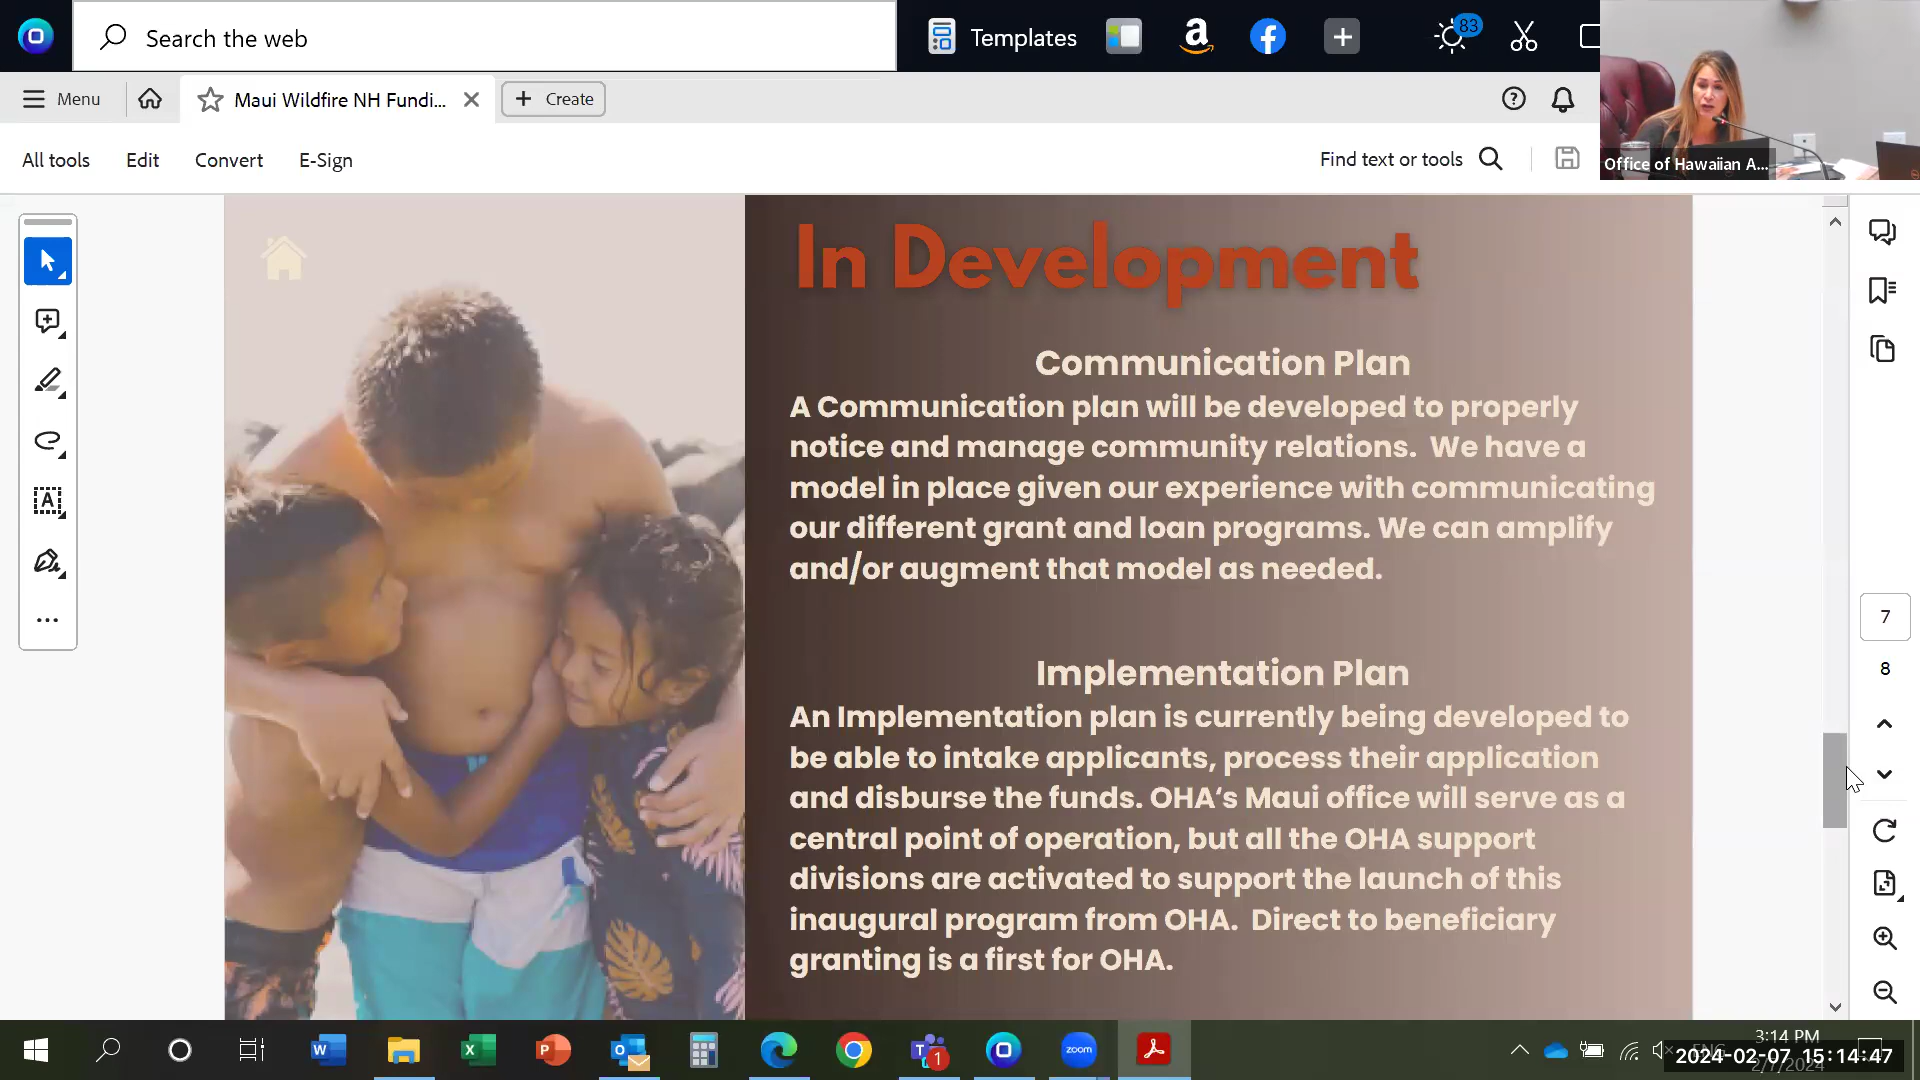 Search the web
Templates
83
Menu
Maui Wildfire NH Fundi...
Create
All tools
Edit
Convert
E-Sign
Find text or tools
Office of Hawaiian A...
In Development
Communication Plan
A Communication plan will be developed to properly
notice and manage community relations. We have a
model in place given our experience with communicating
our different grant and loan programs. We can amplify
and/or augment that model as needed.
Implementation Plan
An Implementation plan is currently being developed to
be able to intake applicants, process their application
and disburse the funds. OHA‘s Maui office will serve as a
central point of operation, but all the OHA support
divisions are activated to support the launch of this
inaugural program from OHA. Direct to beneficiary
granting is a first for OHA.
7
8
zoom
1
3:14 PM
ENG
2024-02-07 15:14:47
2/7/2024